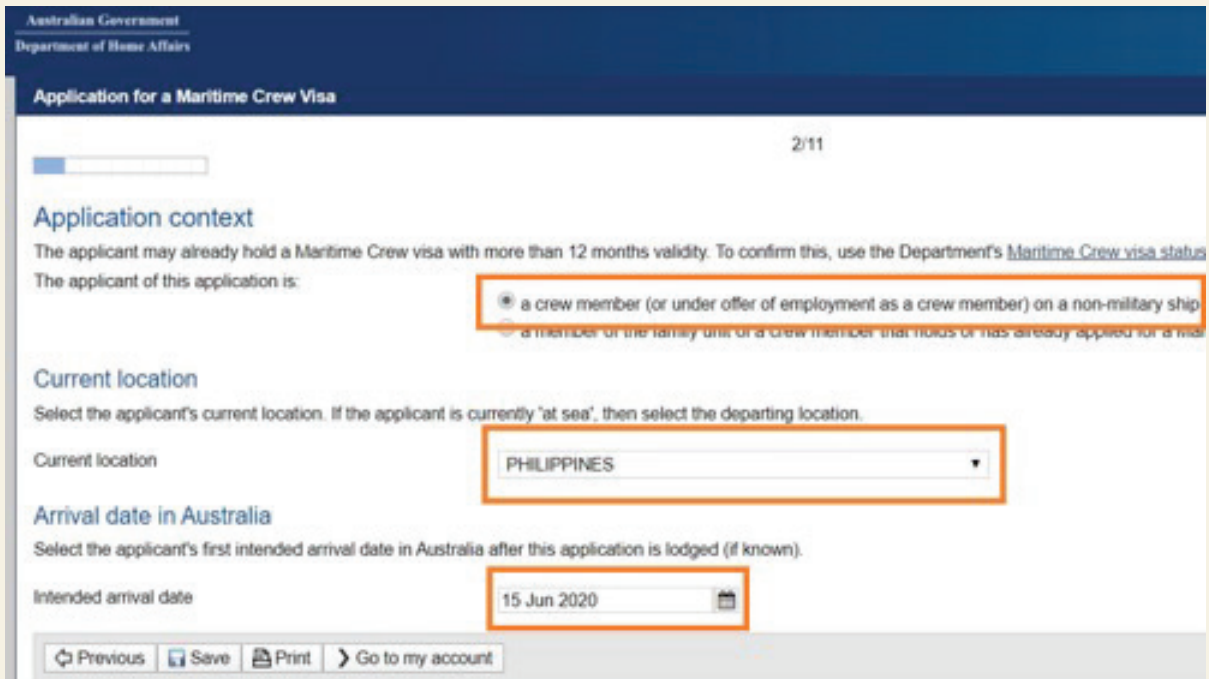 Australian Government
Department of Home Affairs
Application for a Maritime Crew Visa
2/11
Application context
The applicant may already hold a Maritime Crew visa with more than 12 months validity. To confirm this, use the Department's Maritime Crew visa status
The applicant of this application is:
a crew member (or under offer of employment as a crew member) on a non-military ship
a member of the family unit of a crew member that holds or has already applied for a
Current location
Select the applicant's current location. If the applicant is currently 'at sea', then select the departing location.
Current location
PHILIPPINES
Arrival date in Australia
Select the applicant's first intended arrival date in Australia after this application is lodged (if known).
Intended arrival date
15 Jun 2020
Previous Save Print Go to my account